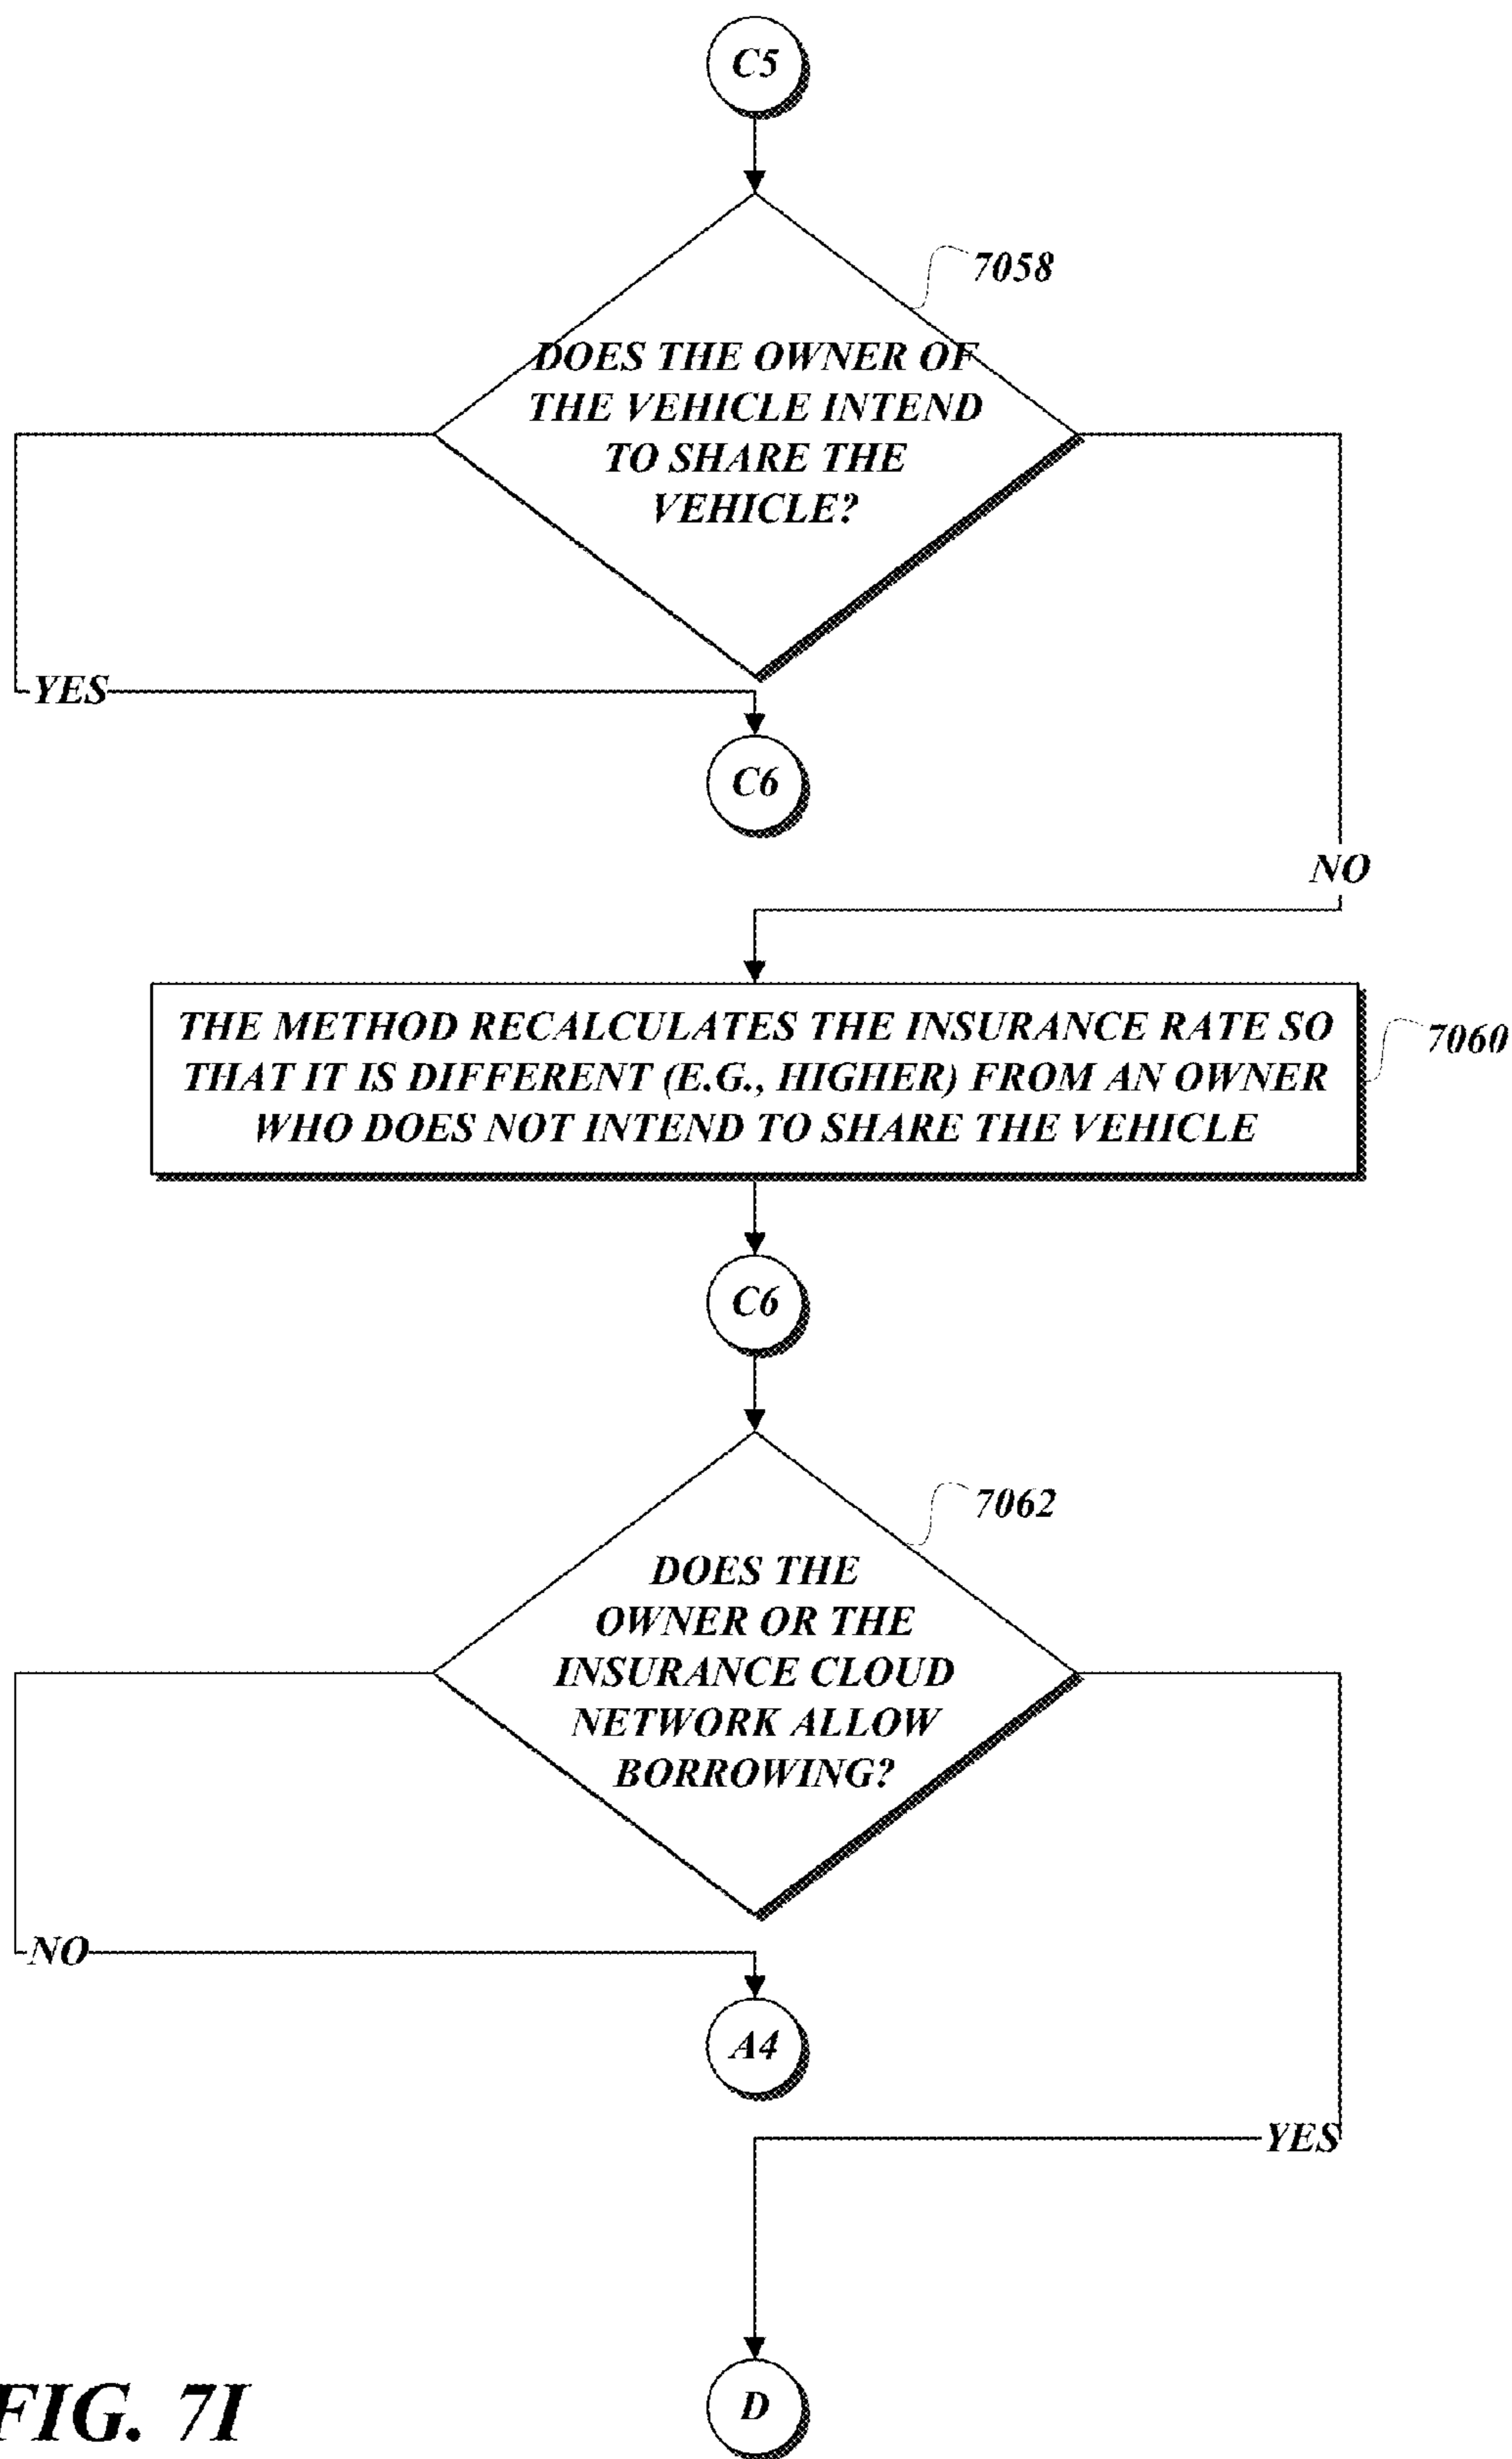 C5
7058
DOES THE OWNER OF
THE VEHICLE INTEND
TO SHARE THE
VEHICLE?
YES
C6
NO
THE METHOD RECALCULATES THE INSURANCE RATE SO
THAT IT IS DIFFERENT (E.G., HIGHER) FROM AN OWNER
WHO DOES NOT INTEND TO SHARE THE VEHICLE
7060
C6
7062
DOES THE
OWNER OR THE
INSURANCE CLOUD
NETWORK ALLOW
BORROWING?
NO
A4
YES
D
FIG. 7I